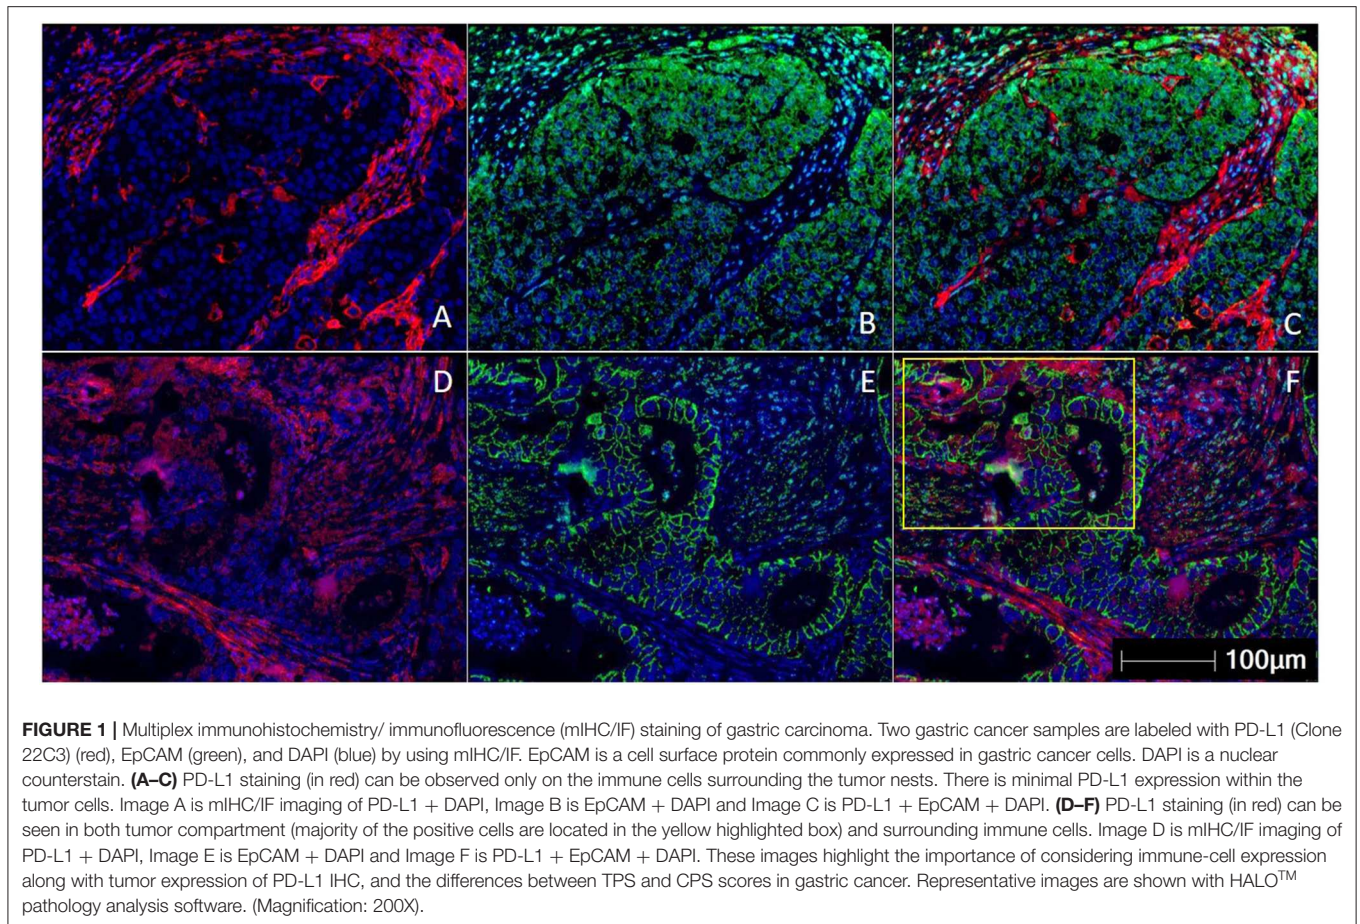 A
B
C
D
E
F
100µm
FIGURE 1 | Multiplex immunohistochemistry/ immunofluorescence (mIHC/IF) staining of gastric carcinoma. Two gastric cancer samples are labeled with PD-L1 (Clone
22C3) (red), EpCAM (green), and DAPI (blue) by using mIHC/IF. EpCAM is a cell surface protein commonly expressed in gastric cancer cells. DAPI is a nuclear
counterstain. (A–C) PD-L1 staining (in red) can be observed only on the immune cells surrounding the tumor nests. There is minimal PD-L1 expression within the
tumor cells. Image A is mIHC/IF imaging of PD-L1 + DAPI, Image B is EpCAM + DAPI and Image C is PD-L1 + EpCAM + DAPI. (D–F) PD-L1 staining (in red) can be
seen in both tumor compartment (majority of the positive cells are located in the yellow highlighted box) and surrounding immune cells. Image D is mIHC/IF imaging of
PD-L1 + DAPI, Image E is EpCAM + DAPI and Image F is PD-L1 + EpCAM + DAPI. These images highlight the importance of considering immune-cell expression
along with tumor expression of PD-L1 IHC, and the differences between TPS and CPS scores in gastric cancer. Representative images are shown with HALO™
pathology analysis software. (Magnification: 200X).